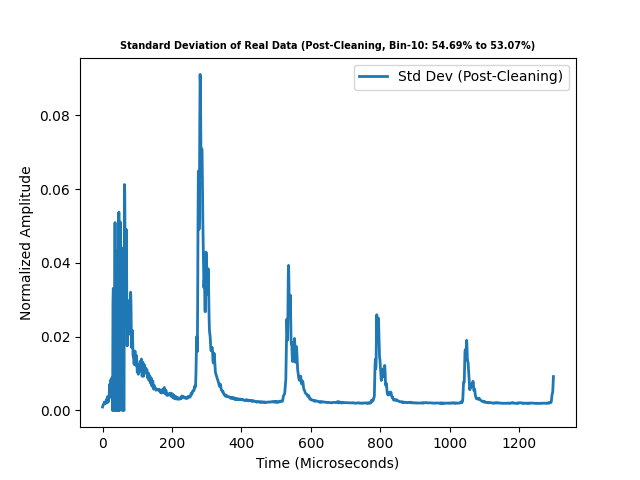 Standard Deviation of Real Data (Post-Cleaning, Bin-10: 54.69% to 53.07%)
Std Dev (Post-Cleaning)
Normalized Amplitude
0.08
0.06
0.04
0.02
0.00
0 200 400 600 800 1000 1200
Time (Microseconds)